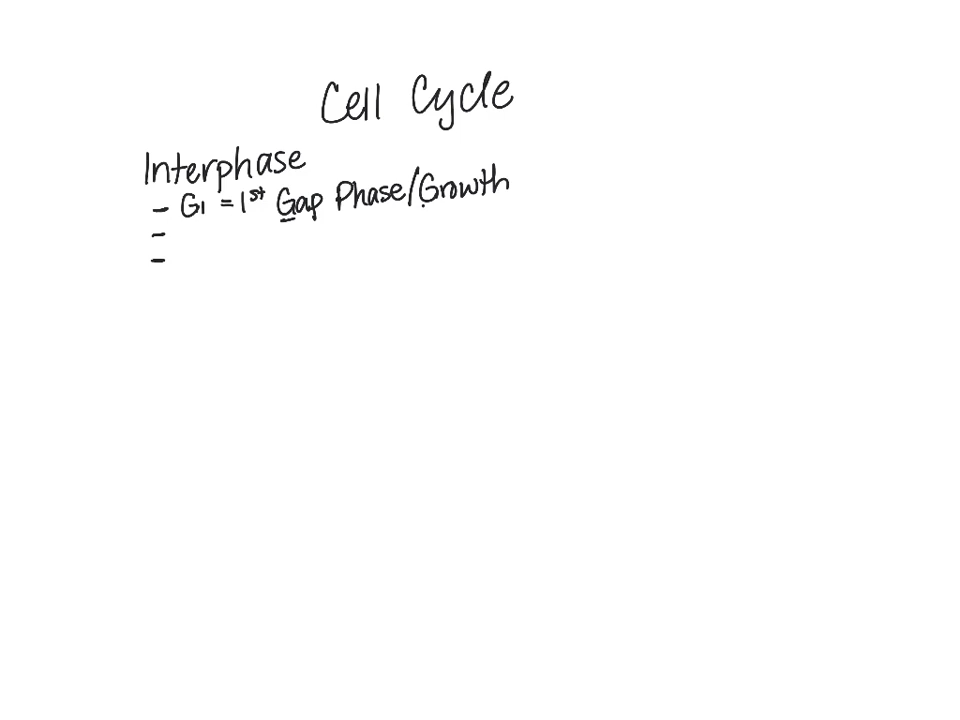 Cell Cycle
Interphase
- G1 = 1st Gap Phase/Growth
-
-